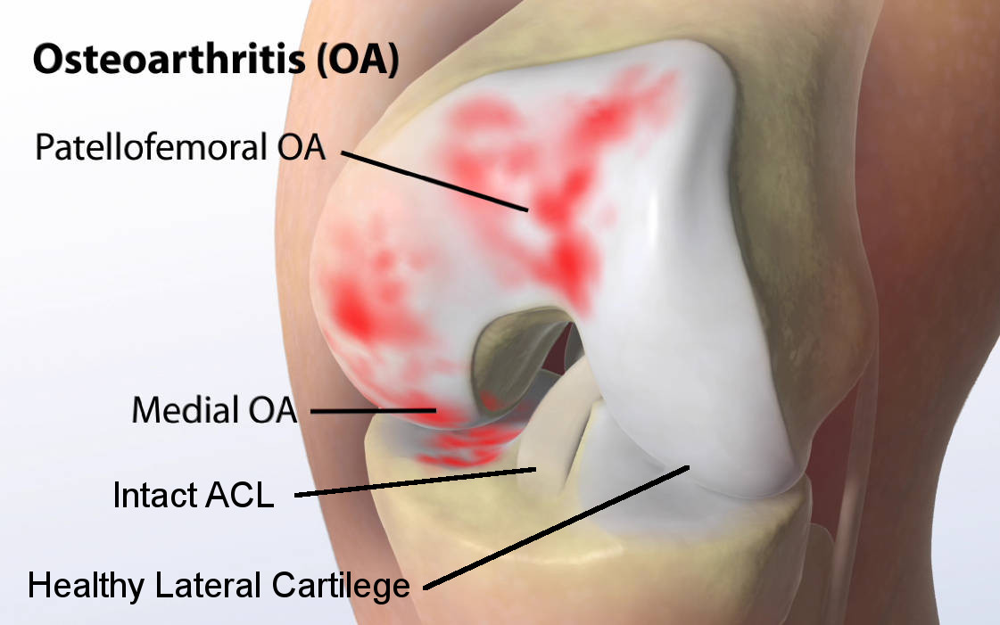 Osteoarthritis (OA)
Patellofemoral OA
Medial OA
Intact ACL
Healthy Lateral Cartilege